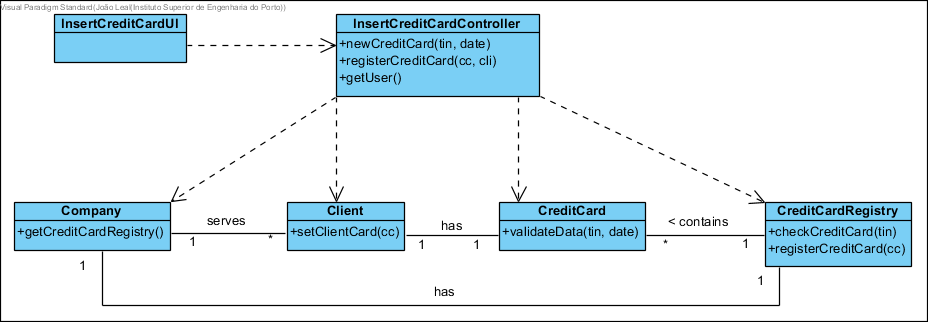 Visual Paradigm Standard(João Leal(Instituto Superior de Engenharia do Porto))
InsertCreditCardUI
InsertCreditCardController
+newCreditCard(tin, date)
+registerCreditCard(cc, cli)
+getUser()
Company
+getCreditCardRegistry()
serves
1
*
Client
+setClientCard(cc)
has
1
1
CreditCard
+validateData(tin, date)
< contains
*
1
CreditCardRegistry
+checkCreditCard(tin)
+registerCreditCard(cc)
1
1
has